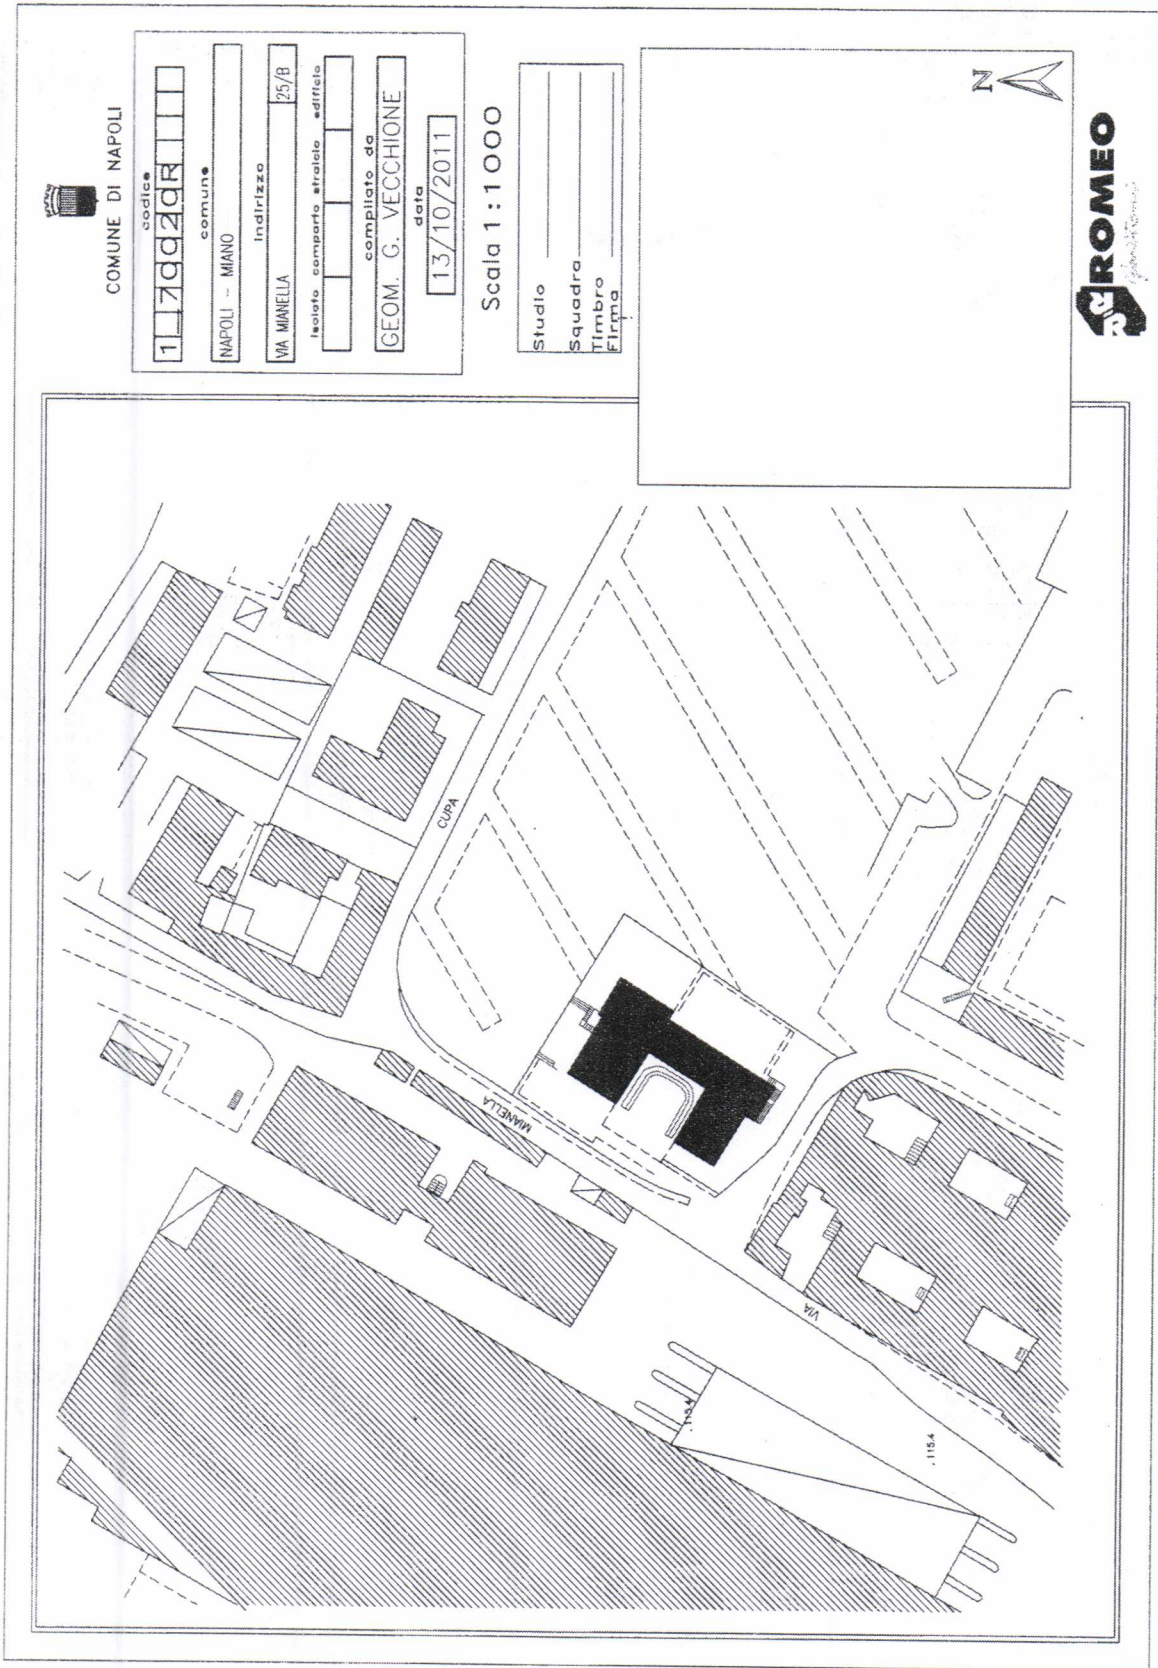 COMUNE DI NAPOLI
codice
comune
NAPOLI - MIANO
indirizzo
VIA MIANELLA 25/B
isolato comparto stralcio edificio
compilato da
GEOM. G. VECCHIONE
data
13/10/2011
Scala 1:1000
Studio
Squadra
Timbro
Firma
N
ROMEO
CUPA
MIANELLA
VIA
115.4
.115.4